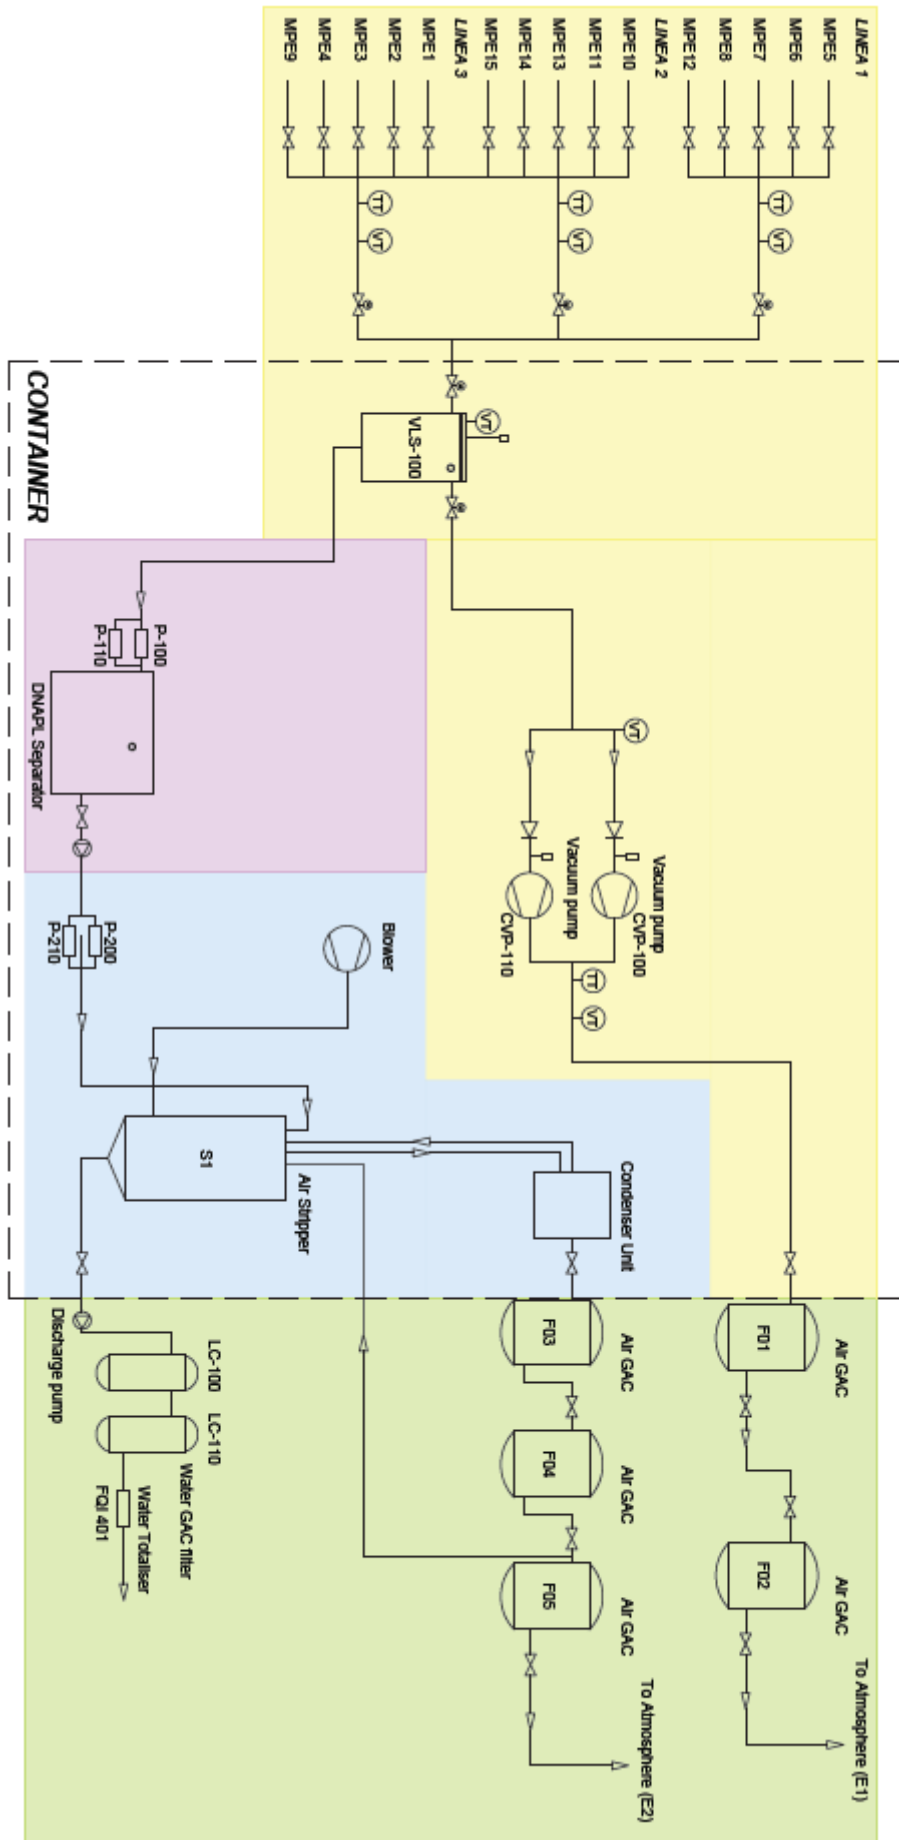 LINEA 1
MPE5
MPE6
MPE7
MPE8
MPE12
LINEA 2
MPE10
MPE11
MPE13
MPE14
MPE15
LINEA 3
MPE1
MPE2
MPE3
MPE4
MPE9
TT
VT
TT
VT
TT
VT
CONTAINER
VT
VLS-100
P-100
P-110
DNAPL Separator
VT
Vacuum pump
CVP-100
Vacuum pump
CVP-110
TT
VT
P-200
P-210
Blower
S1
Air Stripper
Condenser Unit
Discharge pump
LC-100
LC-110
Water GAC filter
Water Totaliser
FQI 401
F01
Air GAC
F02
Air GAC
To Atmosphere (E1)
F03
Air GAC
F04
Air GAC
F05
Air GAC
To Atmosphere (E2)